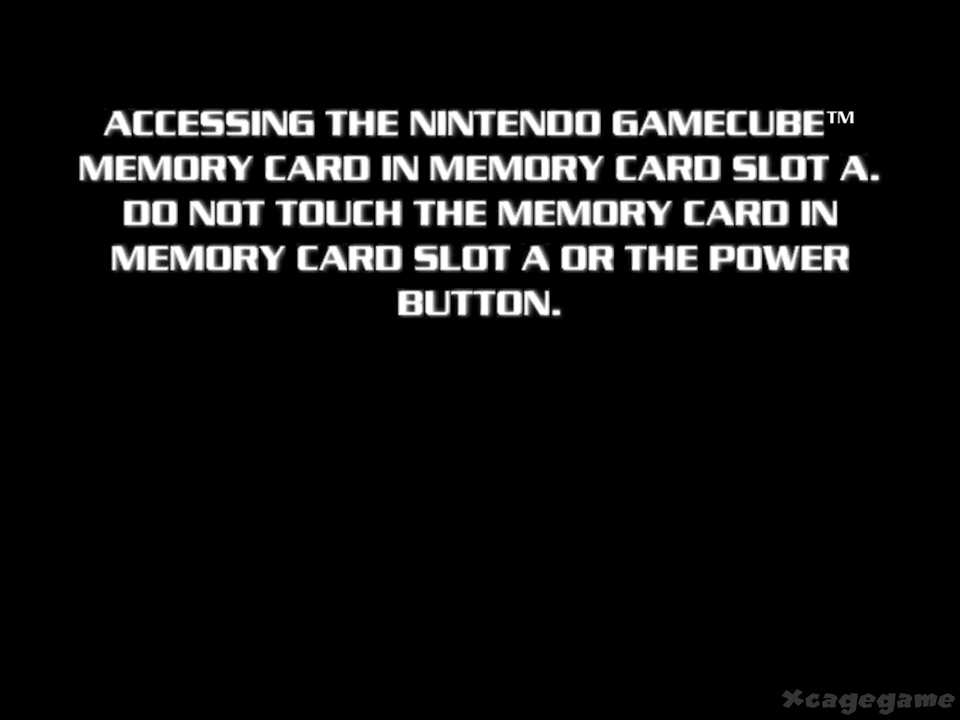 ACCESSING THE NINTENDO GAMECUBE™
MEMORY CARD IN MEMORY CARD SLOT A.
DO NOT TOUCH THE MEMORY CARD IN
MEMORY CARD SLOT A OR THE POWER
BUTTON.
Xcagegame